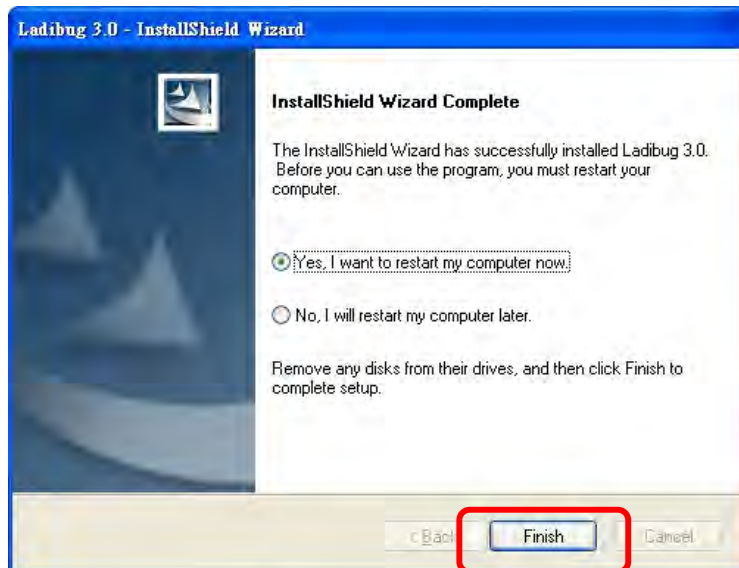 Ladibug 3.0 - InstallShield Wizard
InstallShield Wizard Complete
The InstallShield Wizard has successfully installed Ladibug 3.0.
Before you can use the program, you must restart your
computer.
Yes, I want to restart my computer now.
No, I will restart my computer later.
Remove any disks from their drives, and then click Finish to
complete setup.
< Back Finish Cancel